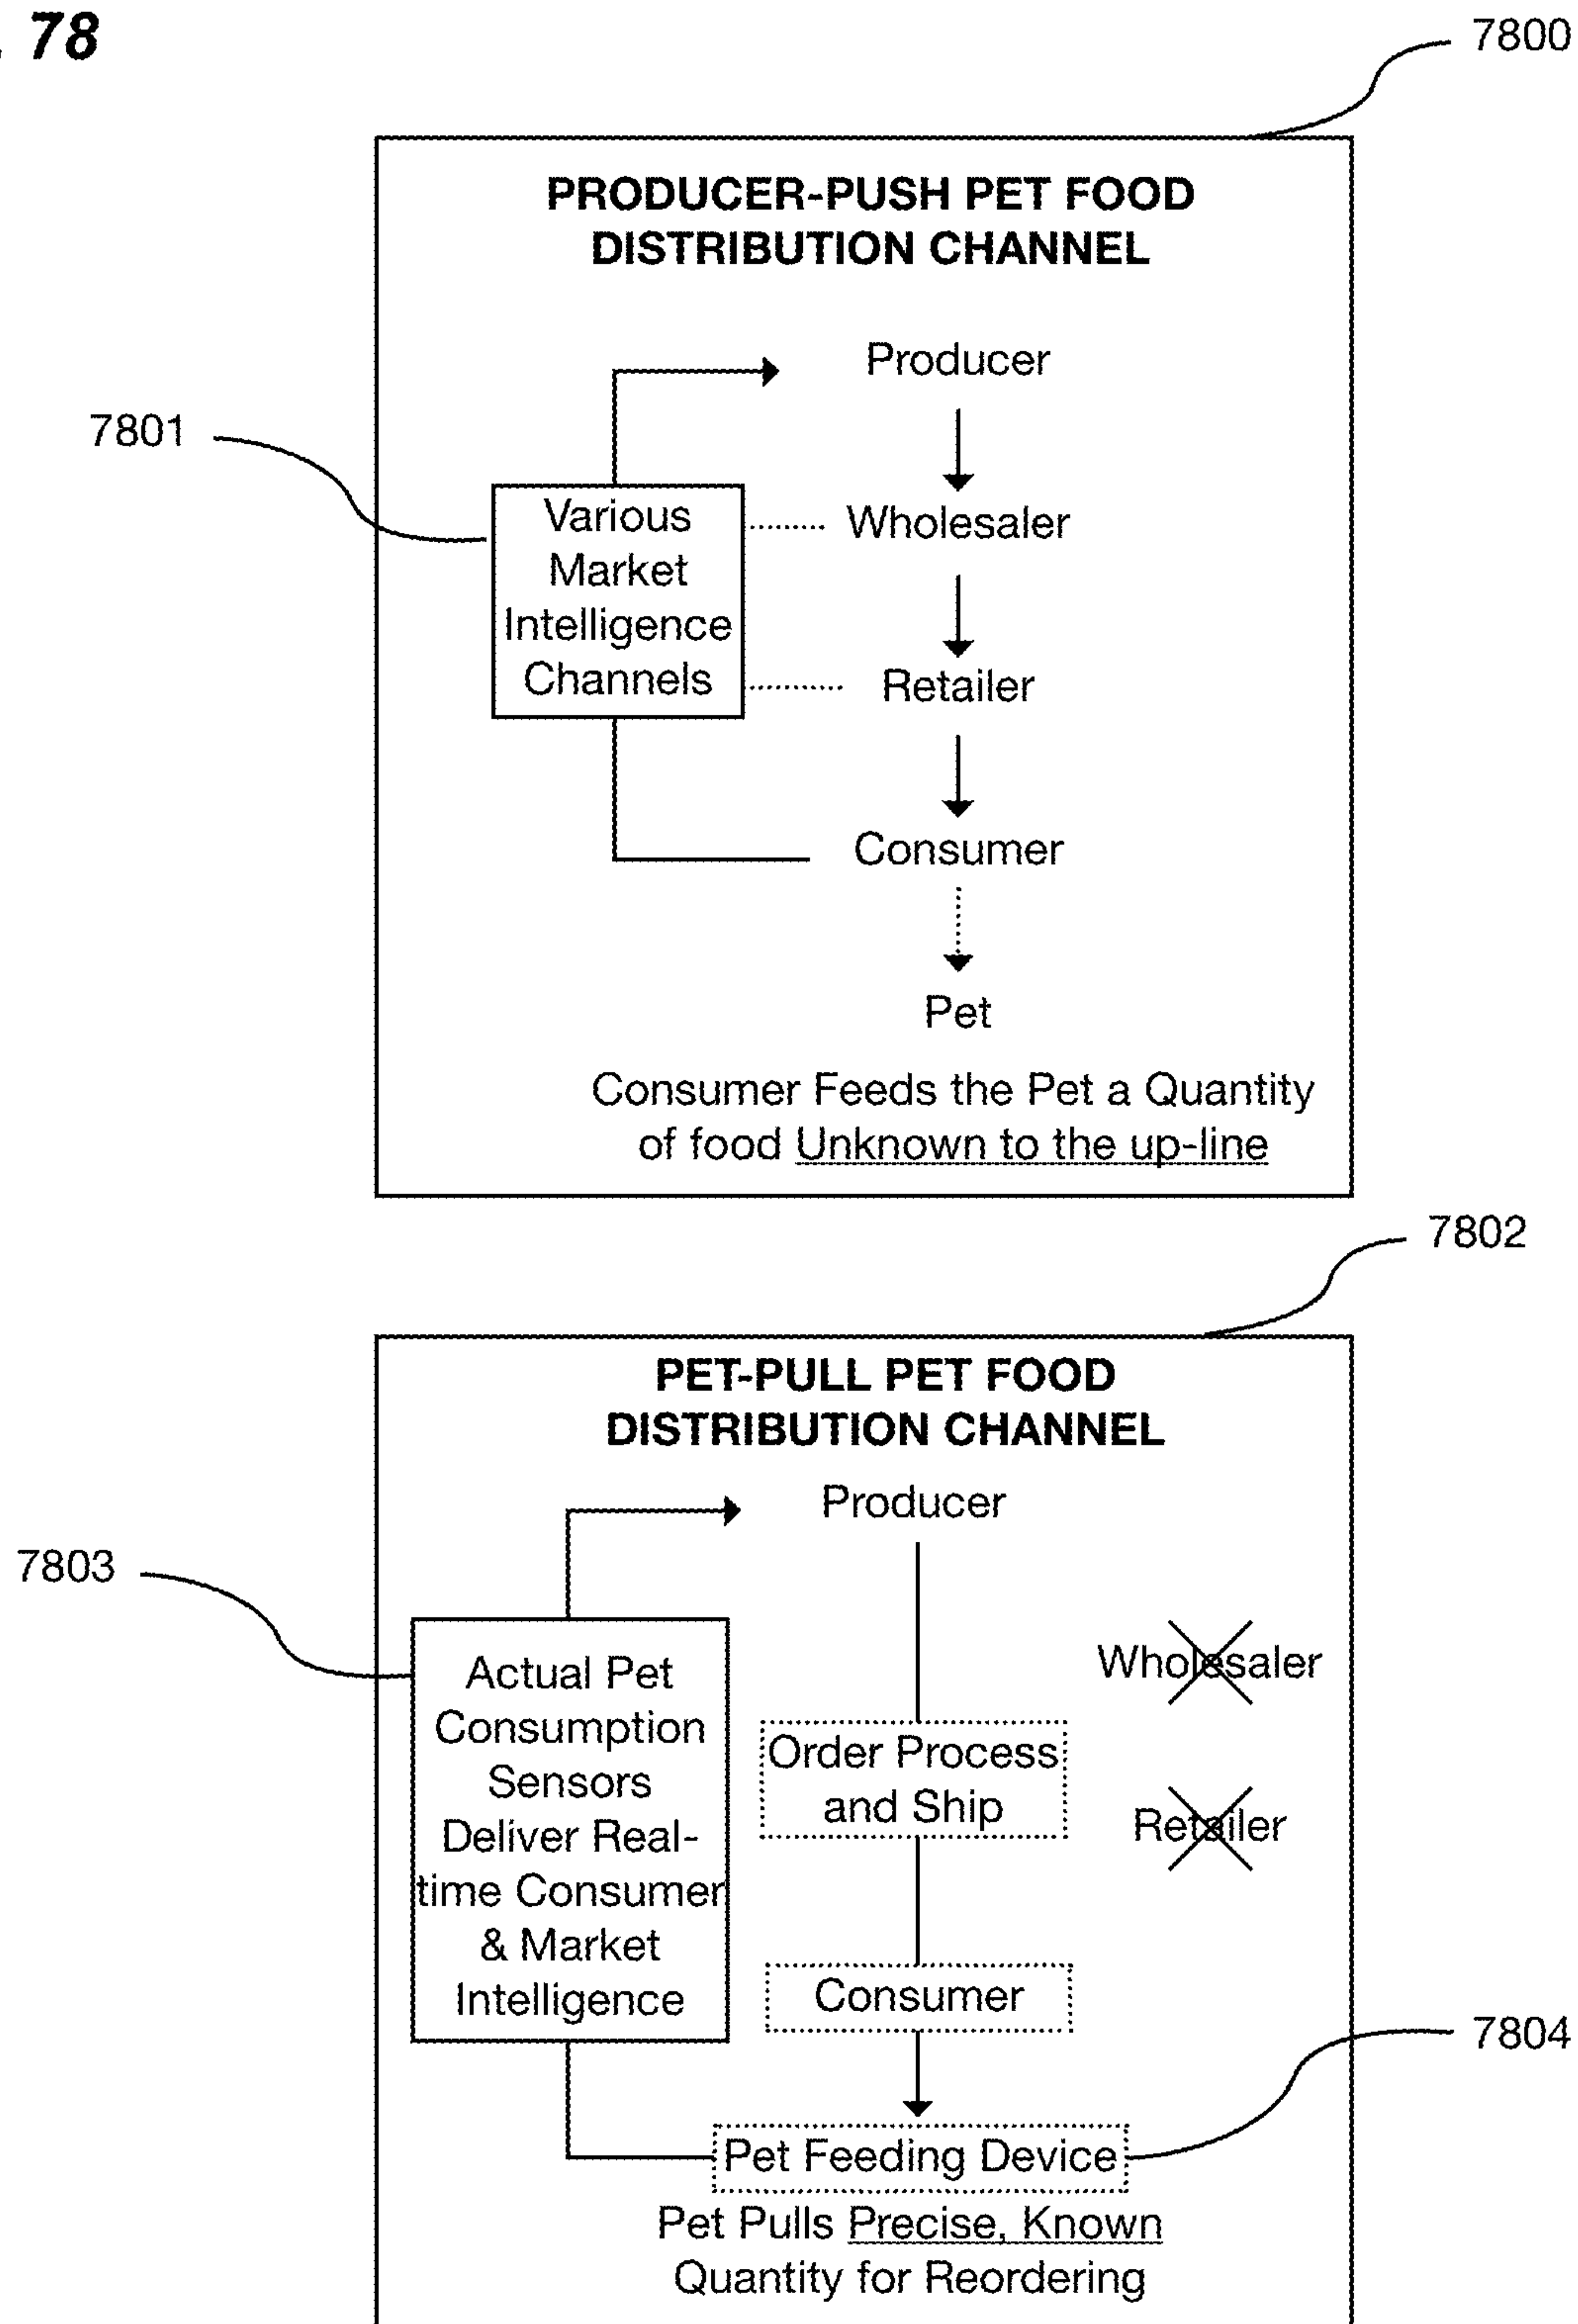 . 78
7800
PRODUCER-PUSH PET FOOD
DISTRIBUTION CHANNEL
Producer
7801
Various
Market
Intelligence
Channels
Wholesaler
Retailer
Consumer
Pet
Consumer Feeds the Pet a Quantity
of food Unknown to the up-line
7802
PET-PULL PET FOOD
DISTRIBUTION CHANNEL
Producer
7803
Actual Pet
Consumption
Sensors
Deliver Real-
time Consumer
& Market
Intelligence
Wholesaler
Order Process
and Ship
Retailer
Consumer
7804
Pet Feeding Device
Pet Pulls Precise, Known
Quantity for Reordering